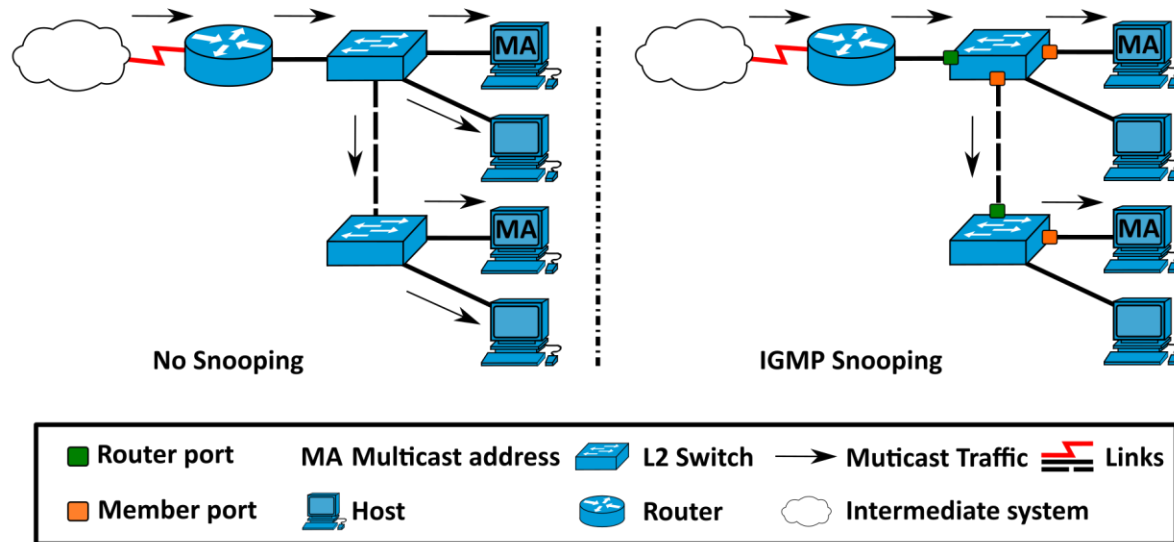 MA
MA
MA
MA
No Snooping
IGMP Snooping
Router port
MA Multicast address
L2 Switch
Muticast Traffic
Links
Member port
Host
Router
Intermediate system